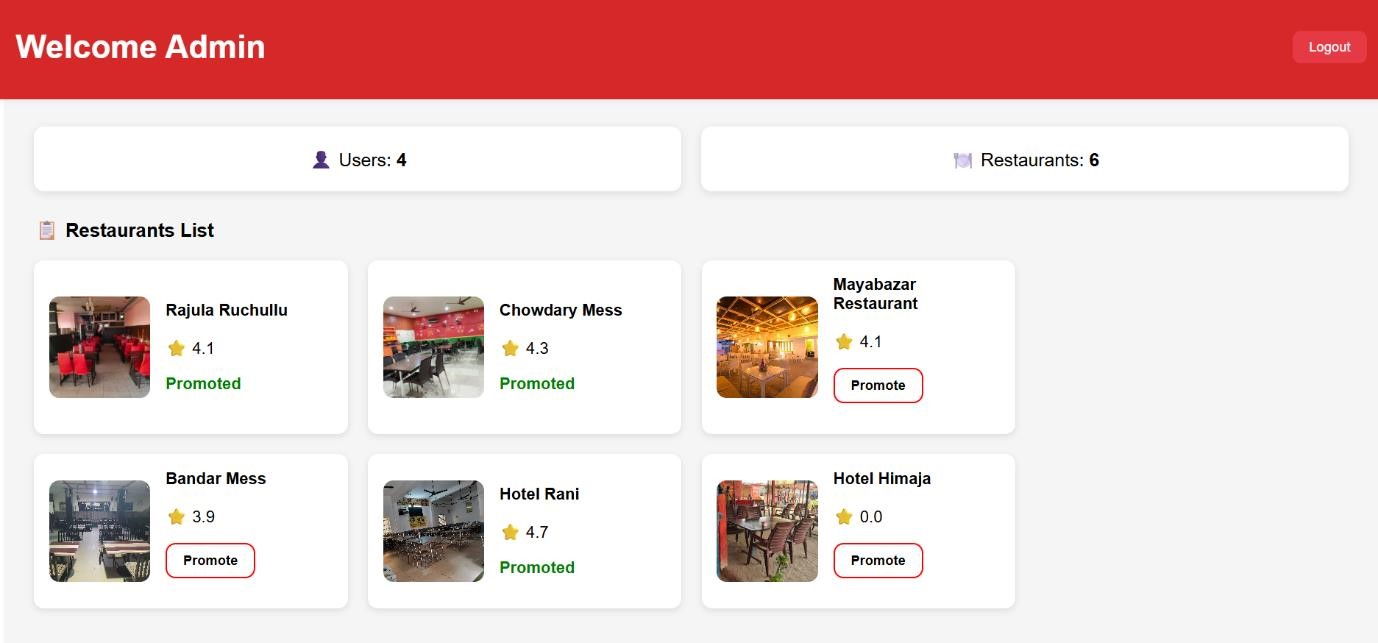 Welcome Admin
Logout
Users: 4
Restaurants: 6
Restaurants List
Rajula Ruchullu
4.1
Promoted
Chowdary Mess
4.3
Promoted
Mayabazar
Restaurant
4.1
Promote
Bandar Mess
3.9
Promote
Hotel Rani
4.7
Promoted
Hotel Himaja
0.0
Promote